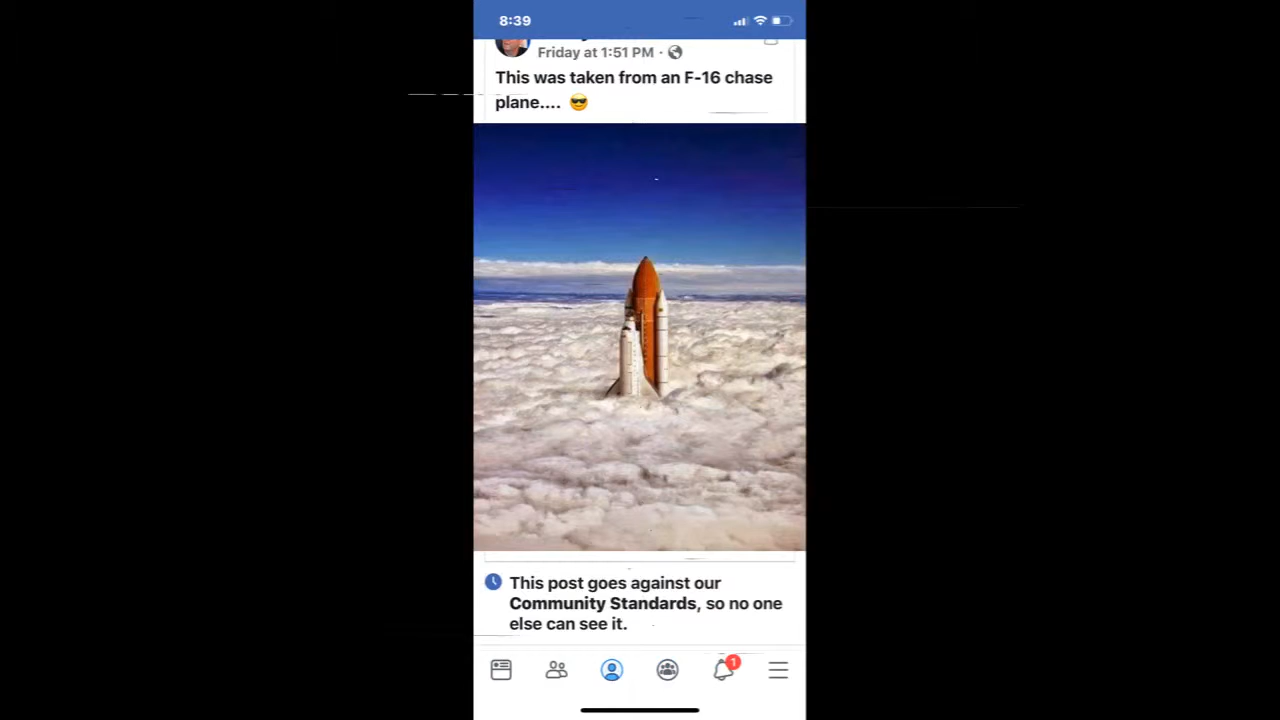 8:39
Friday at 1:51 PM ·
This was taken from an F-16 chase
plane.... 😎
This post goes against our
Community Standards, so no one
else can see it.
1